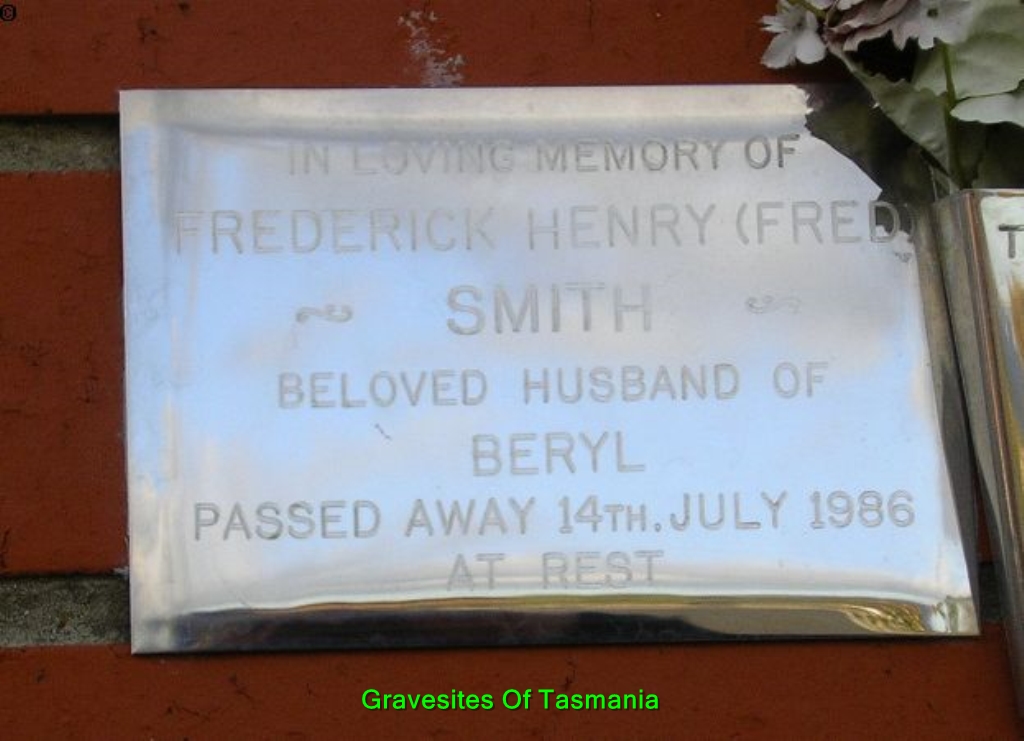 ©
IN LOVING MEMORY OF
FREDERICK HENRY (FRED)
SMITH
BELOVED HUSBAND OF
BERYL
PASSED AWAY 14TH. JULY 1986
AT REST
T
Gravesites Of Tasmania